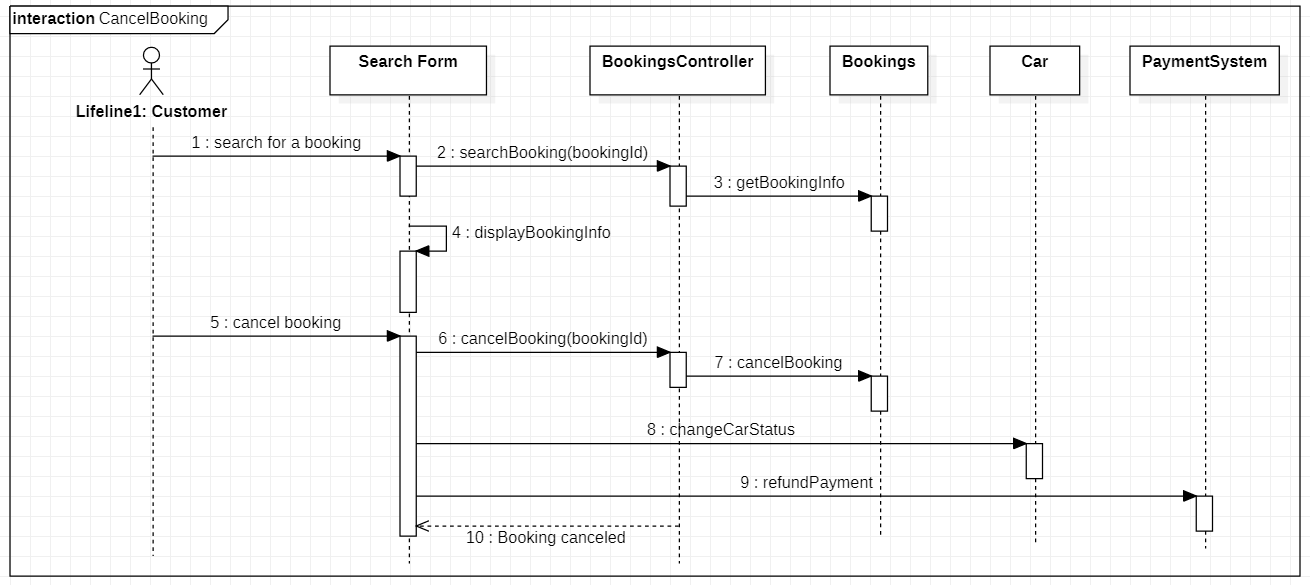 interaction CancelBooking
Lifeline1: Customer
Search Form
BookingsController
Bookings
Car
PaymentSystem
1 : search for a booking
2 : searchBooking(bookingId)
3 : getBookingInfo
4 : displayBookingInfo
5 : cancel booking
6 : cancelBooking(bookingId)
7 : cancelBooking
8 : changeCarStatus
9 : refundPayment
10 : Booking canceled